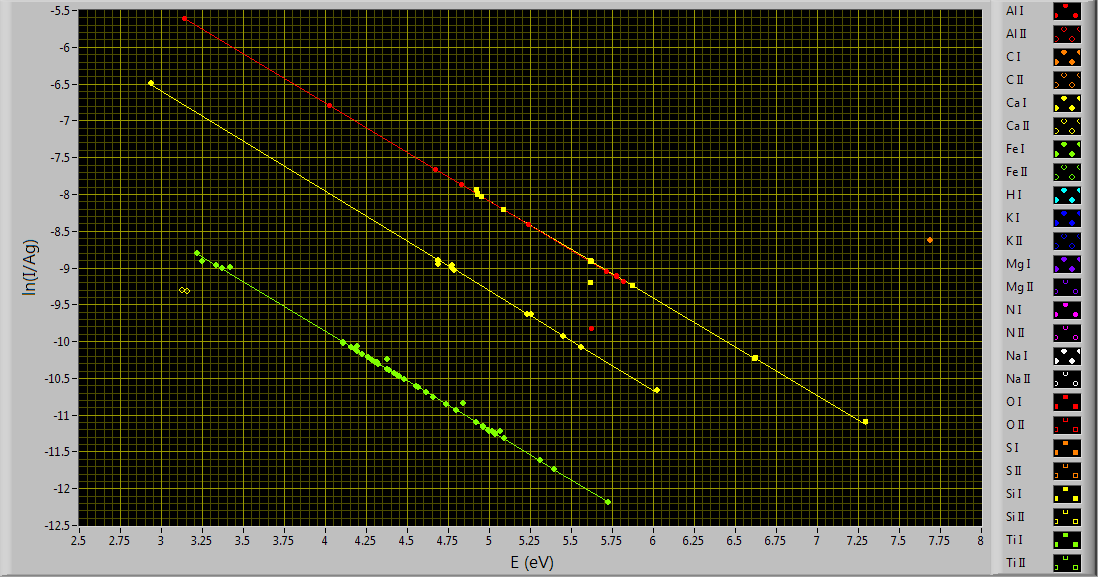 -5.5
-6
-6.5
-7
-7.5
-8
-8.5
-9
-9.5
-10
-10.5
-11
-11.5
-12
-12.5
ln(I/Ag)
2.5 2.75 3 3.25 3.5 3.75 4 4.25 4.5 4.75 5 5.25 5.5 5.75 6 6.25 6.5 6.75 7 7.25 7.5 7.75 8
E (eV)
Al I
Al II
C I
C II
Ca I
Ca II
Fe I
Fe II
H I
K I
K II
Mg I
Mg II
N I
N II
Na I
Na II
O I
O II
S I
S II
Si I
Si II
Ti I
Ti II